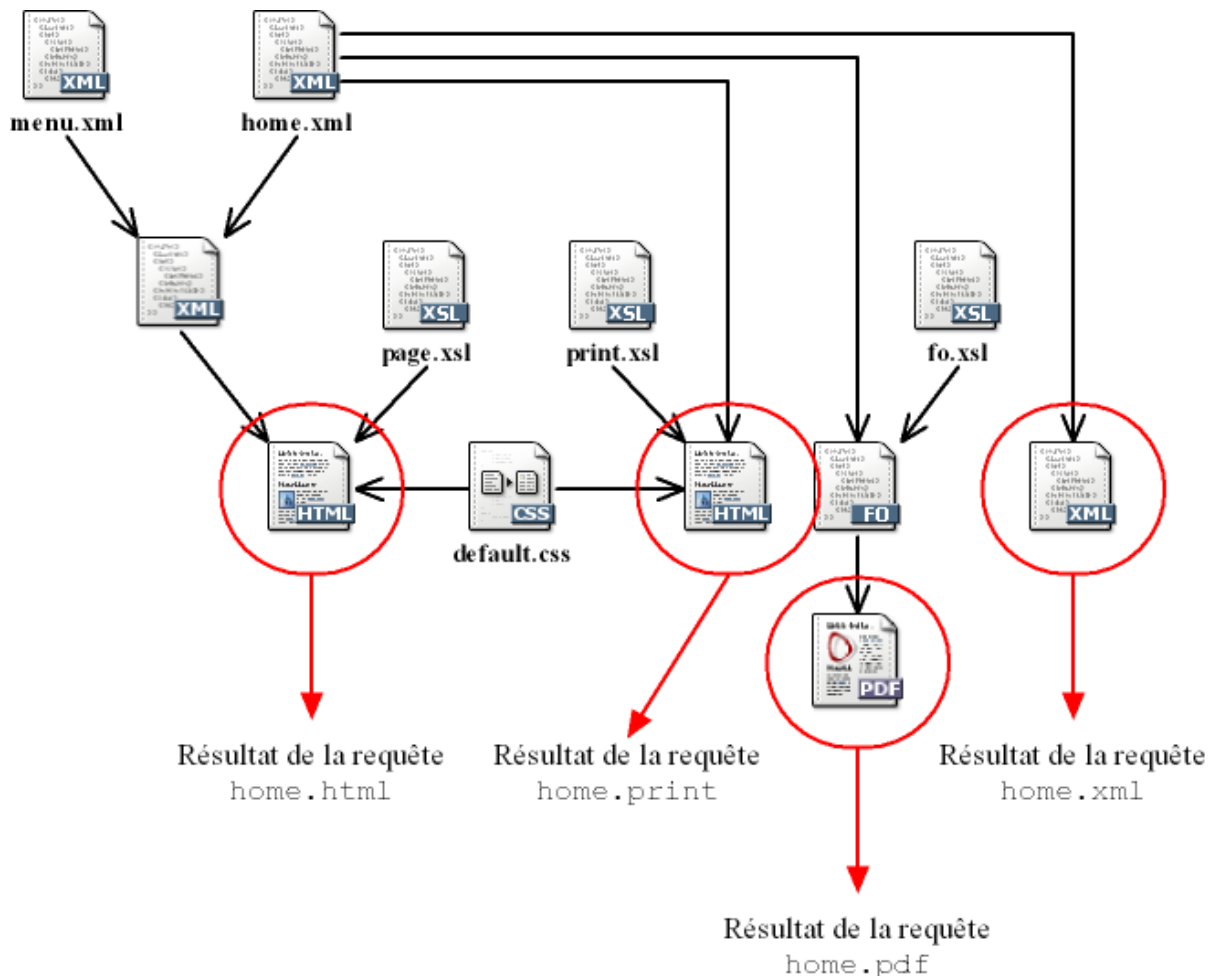 XML
XML
menu.xml
home.xml
XML
XSL
XSL
XSL
page.xsl
print.xsl
fo.xsl
HTML
CSS
HTML
FO
XML
default.css
PDF
Résultat de la requête
home.html
Résultat de la requête
home.print
Résultat de la requête
home.xml
Résultat de la requête
home.pdf